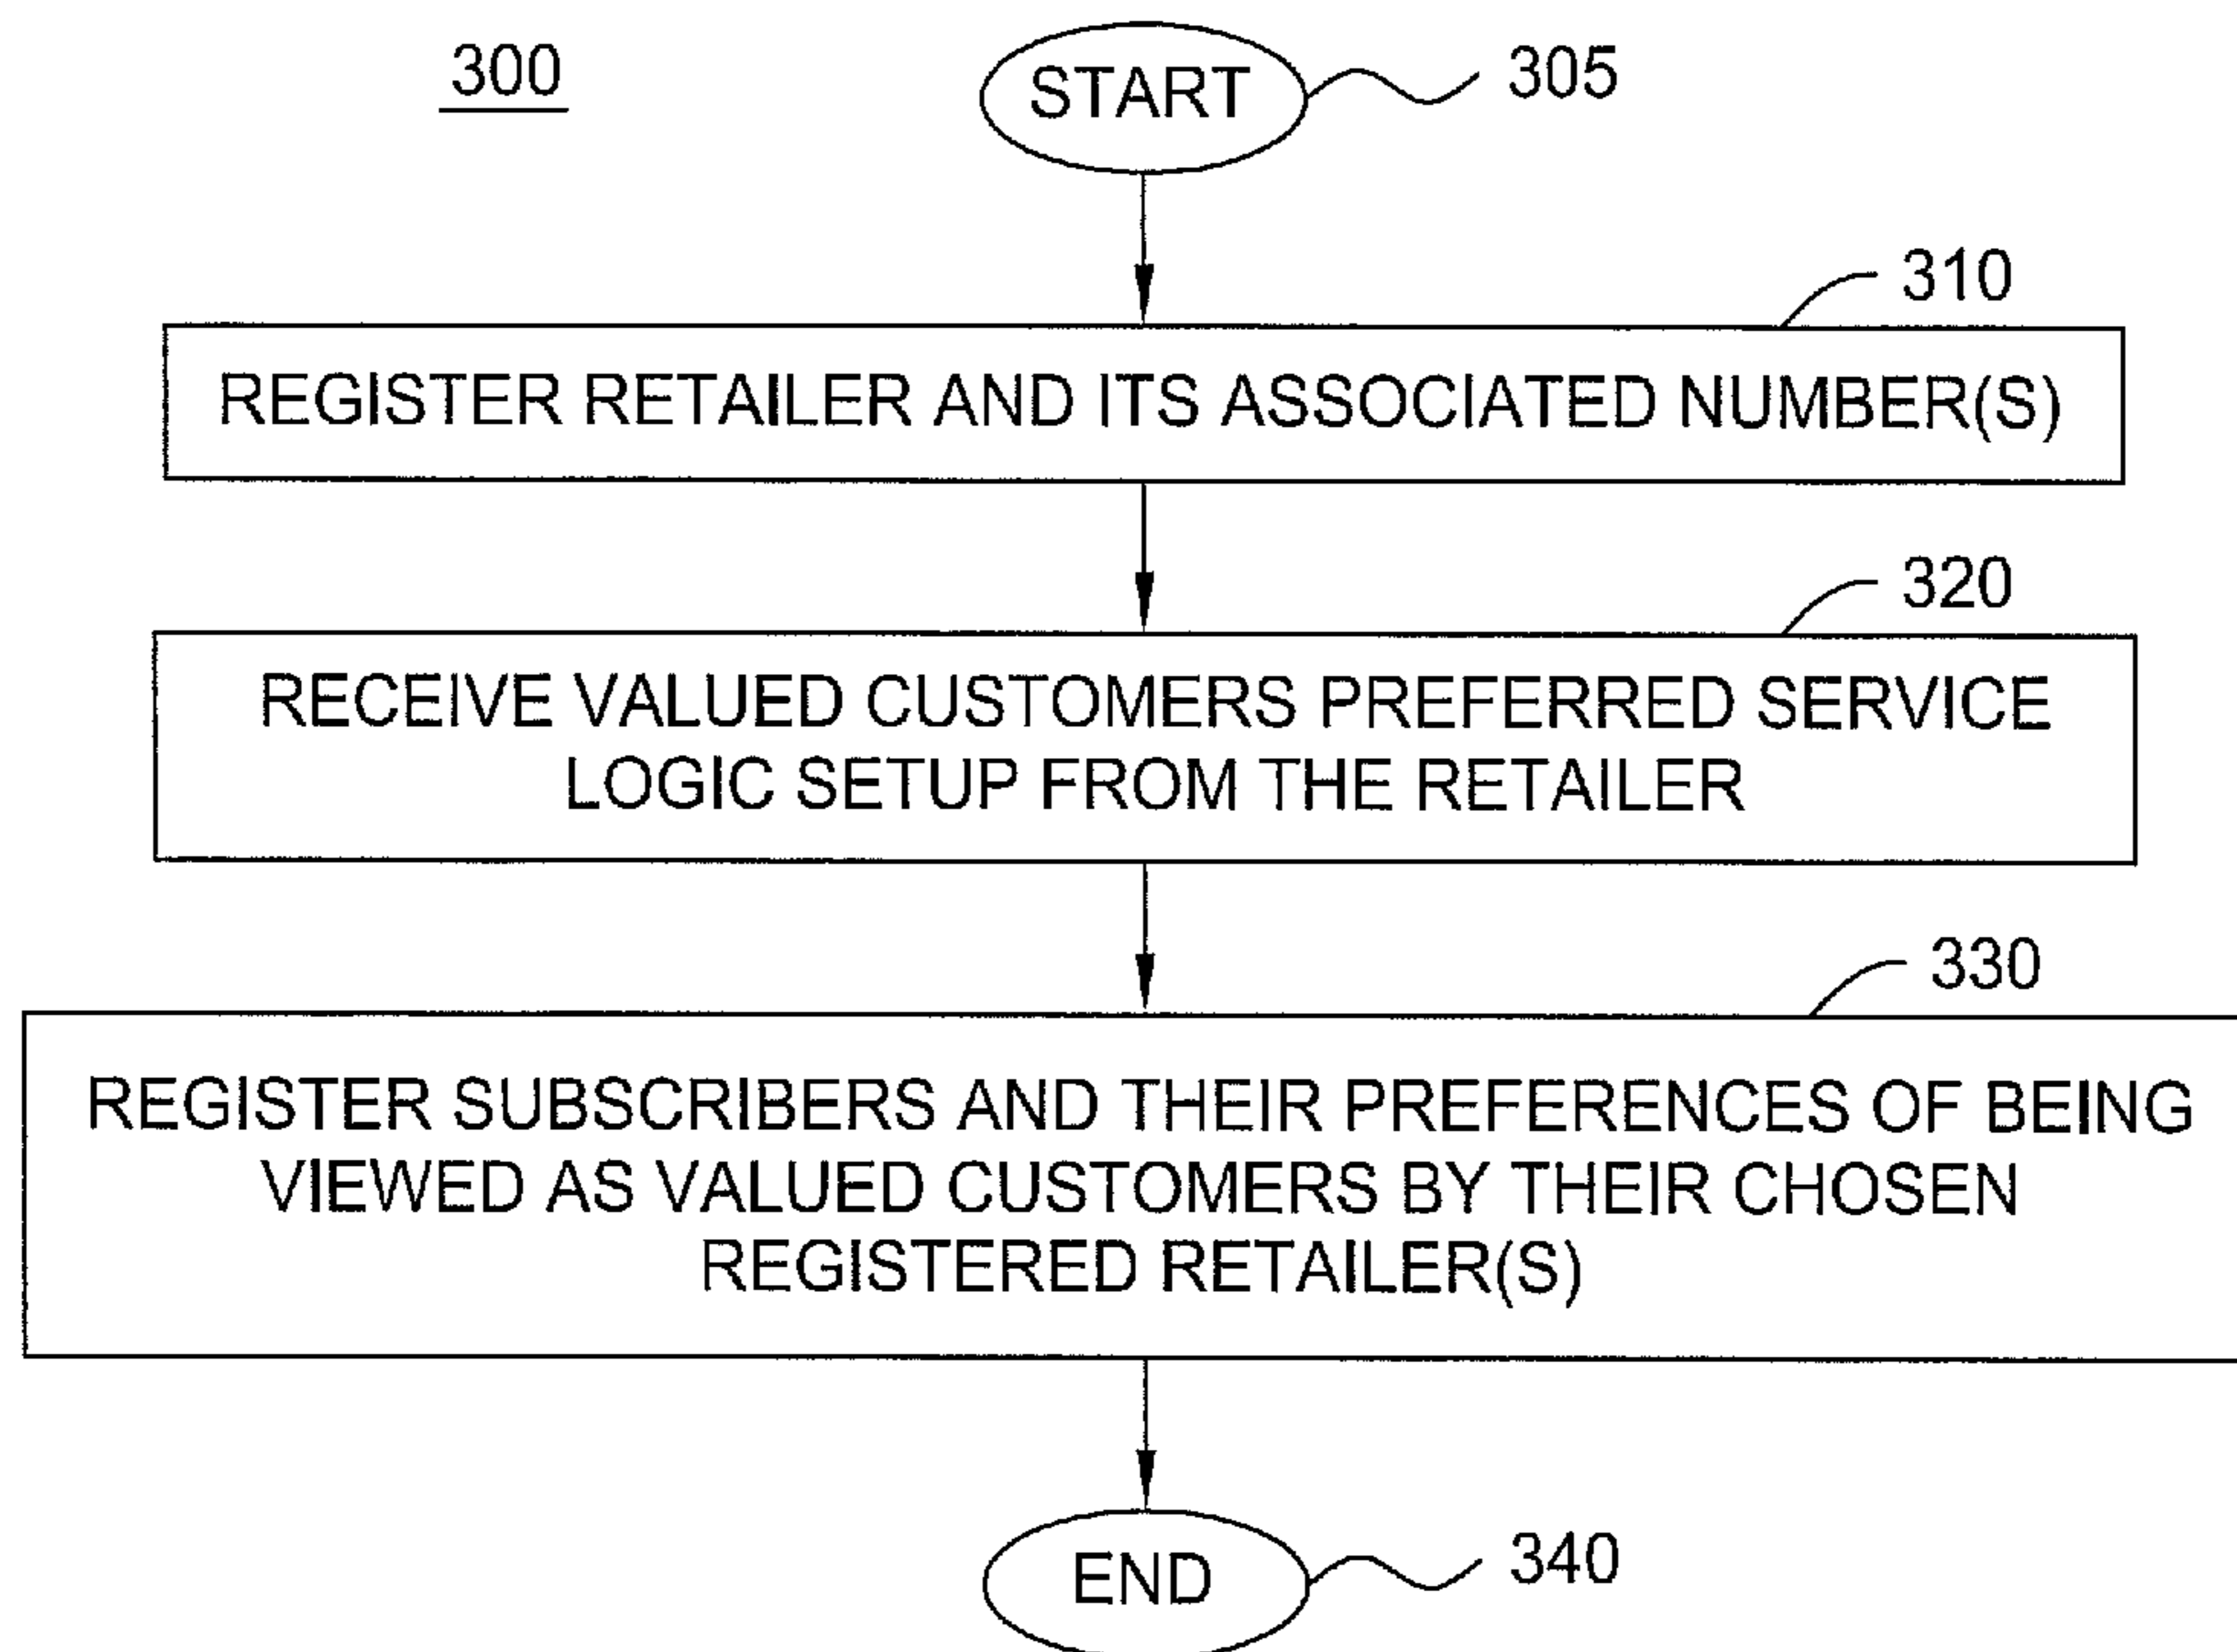 300
START
305
310
REGISTER RETAILER AND ITS ASSOCIATED NUMBER(S)
320
RECEIVE VALUED CUSTOMERS PREFERRED SERVICE
LOGIC SETUP FROM THE RETAILER
330
REGISTER SUBSCRIBERS AND THEIR PREFERENCES OF BEING
VIEWED AS VALUED CUSTOMERS BY THEIR CHOSEN
REGISTERED RETAILER(S)
END
340